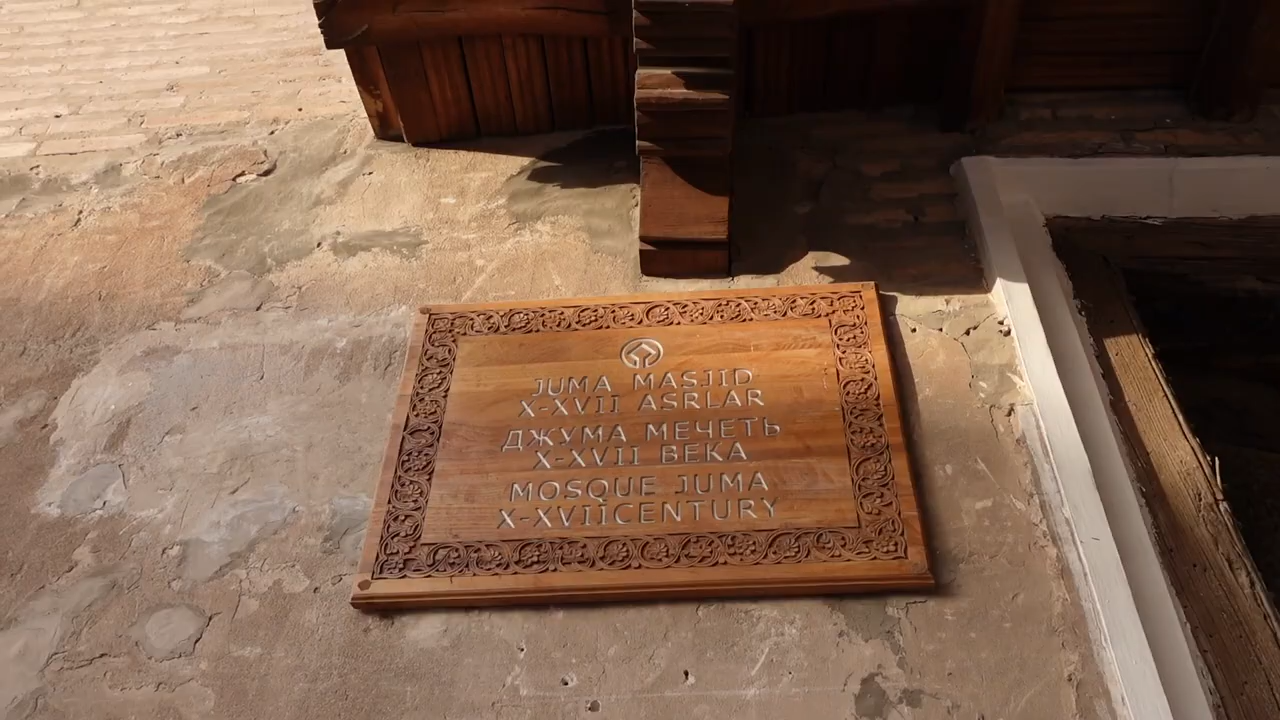 JUMA MASJID
X-XVII ASRLAR
ДЖУМА МЕЧЕТЬ
X-XVII ВЕКА
MOSQUE JUMA
X-XVIICENTURY